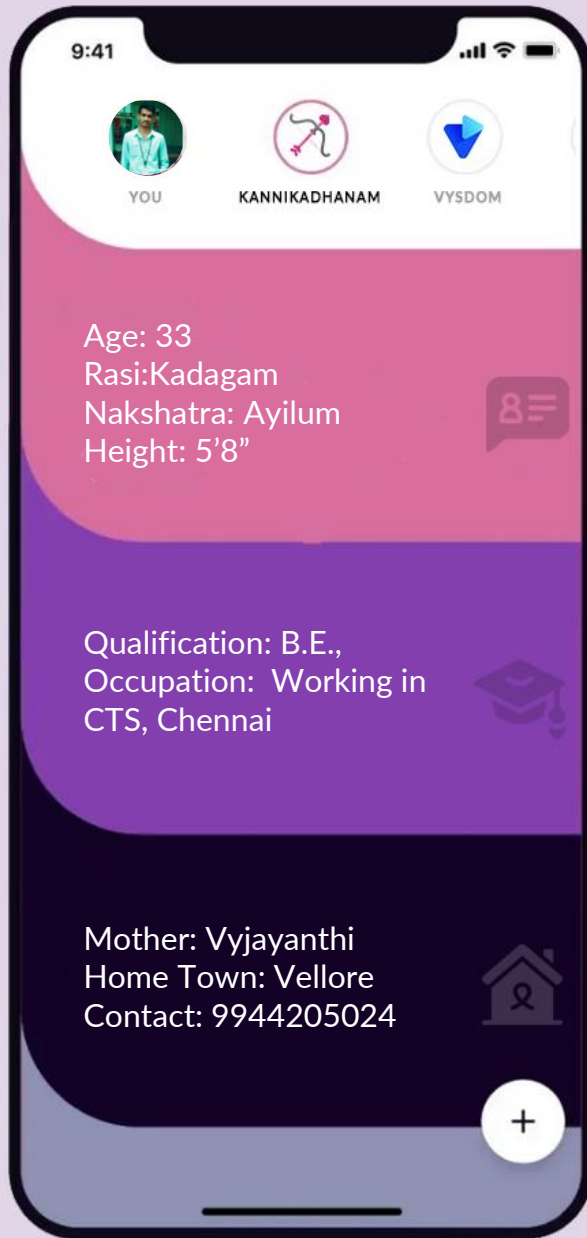 9:41
YOU
KANNIKADHANAM
VYSDOM
Age: 33
Rasi:Kadagam
Nakshatra: Ayilum
Height: 5’8”
Qualification: B.E.,
Occupation:  Working in
CTS, Chennai
Mother: Vyjayanthi
Home Town: Vellore
Contact: 9944205024
+